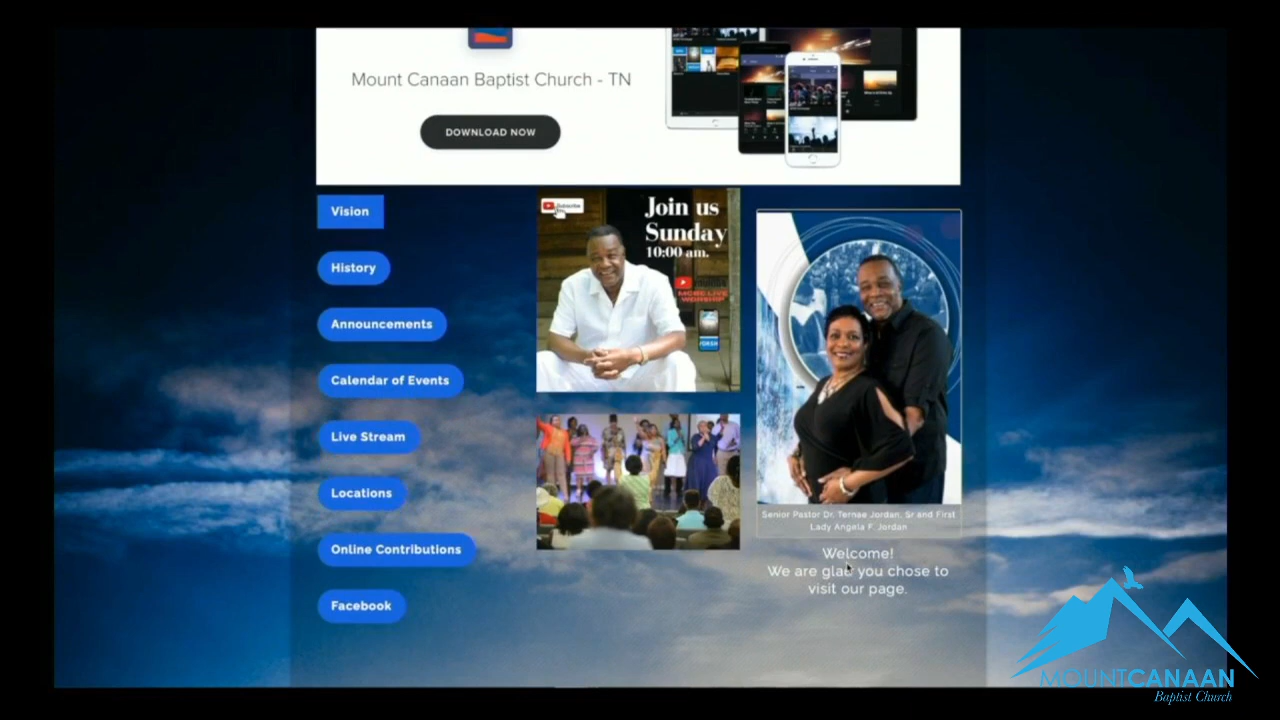 Mount Canaan Baptist Church - TN
DOWNLOAD NOW
Vision
History
Announcements
Calendar of Events
Live Stream
Locations
Online Contributions
Facebook
Subscribe
Join us
Sunday
10:00 am.
WORSHIP
Senior Pastor Dr. Ternae Jordan, Sr and First
Lady Angela F. Jordan
Welcome!
We are glad you chose to
visit our page.
MOUNTCANAAN
Baptist Church